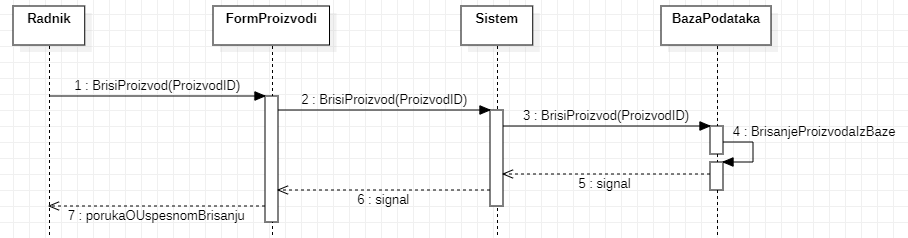 Radnik
FormProizvodi
Sistem
BazaPodataka
1 : BrisiProizvod(ProizvodID)
2 : BrisiProizvod(ProizvodID)
3 : BrisiProizvod(ProizvodID)
4 : BrisanjeProizvodaIzBaze
5 : signal
6 : signal
7 : porukaOUspesnomBrisanju